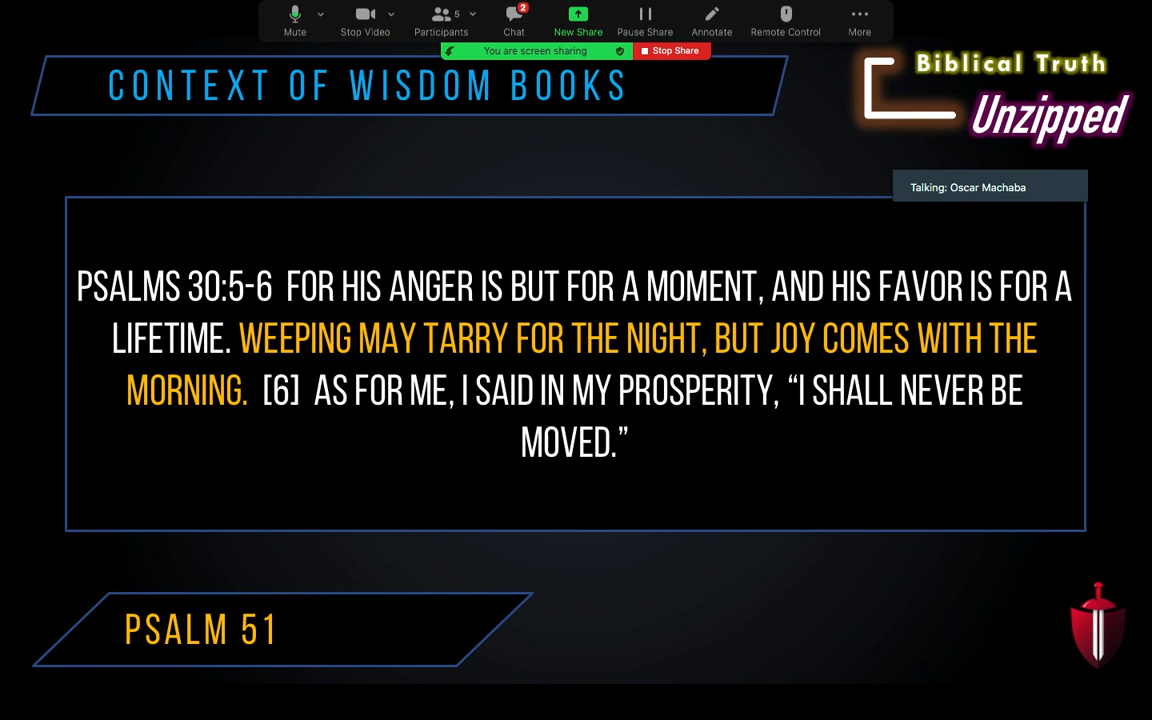 Mute
Stop Video
5
Participants
2
Chat
New Share
Pause Share
Annotate
Remote Control
More
You are screen sharing
Stop Share
CONTEXT OF WISDOM BOOKS
Biblical Truth
Unzipped
Talking: Oscar Machaba
PSALMS 30:5-6 FOR HIS ANGER IS BUT FOR A MOMENT, AND HIS FAVOR IS FOR A
LIFETIME. WEEPING MAY TARRY FOR THE NIGHT, BUT JOY COMES WITH THE
MORNING. [6] AS FOR ME, I SAID IN MY PROSPERITY, “I SHALL NEVER BE
MOVED.”
PSALM 51